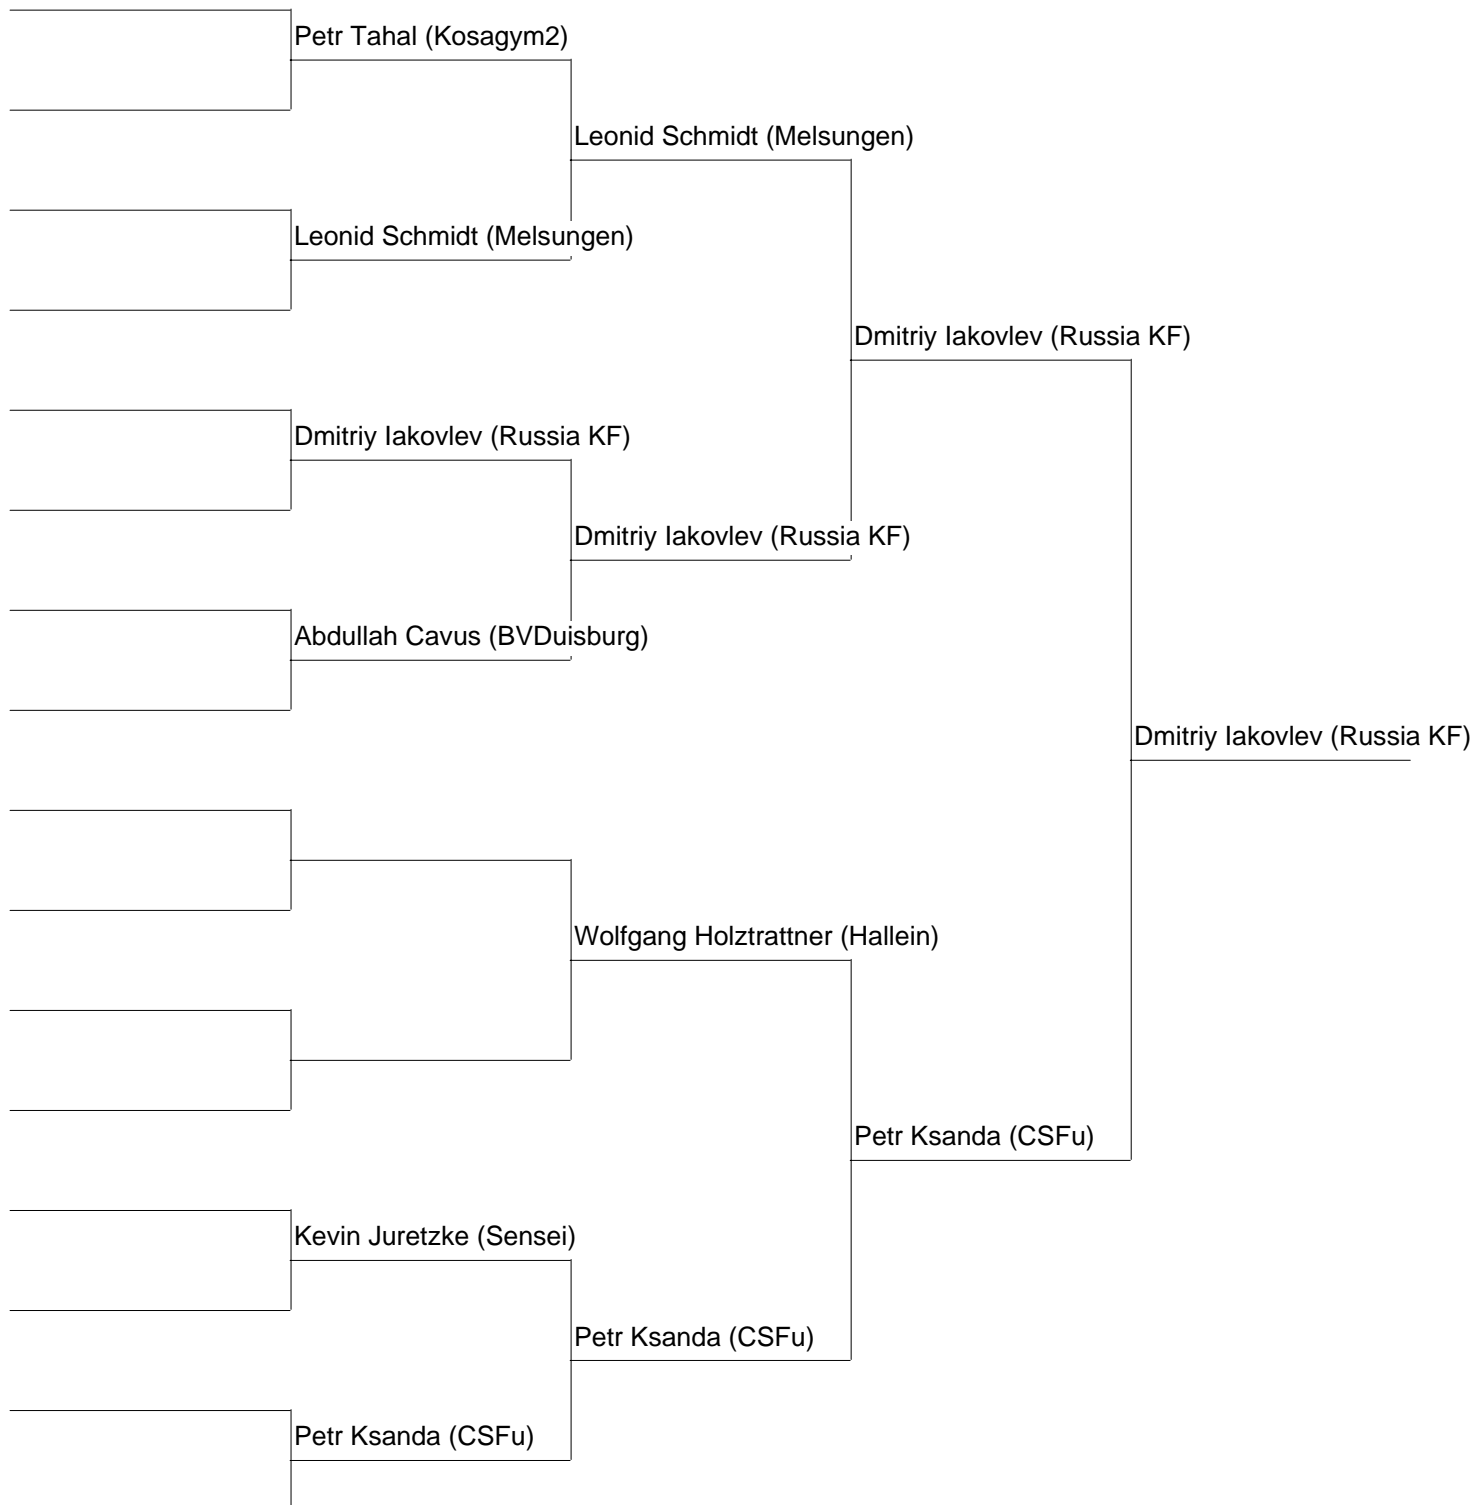 Petr Tahal (Kosagym2)
Leonid Schmidt (Melsungen)
Leonid Schmidt (Melsungen)
Dmitriy Iakovlev (Russia KF)
Dmitriy Iakovlev (Russia KF)
Dmitriy Iakovlev (Russia KF)
Abdullah Cavus (BVDuisburg)
Dmitriy Iakovlev (Russia KF)
Wolfgang Holztrattner (Hallein)
Petr Ksanda (CSFu)
Kevin Juretzke (Sensei)
Petr Ksanda (CSFu)
Petr Ksanda (CSFu)